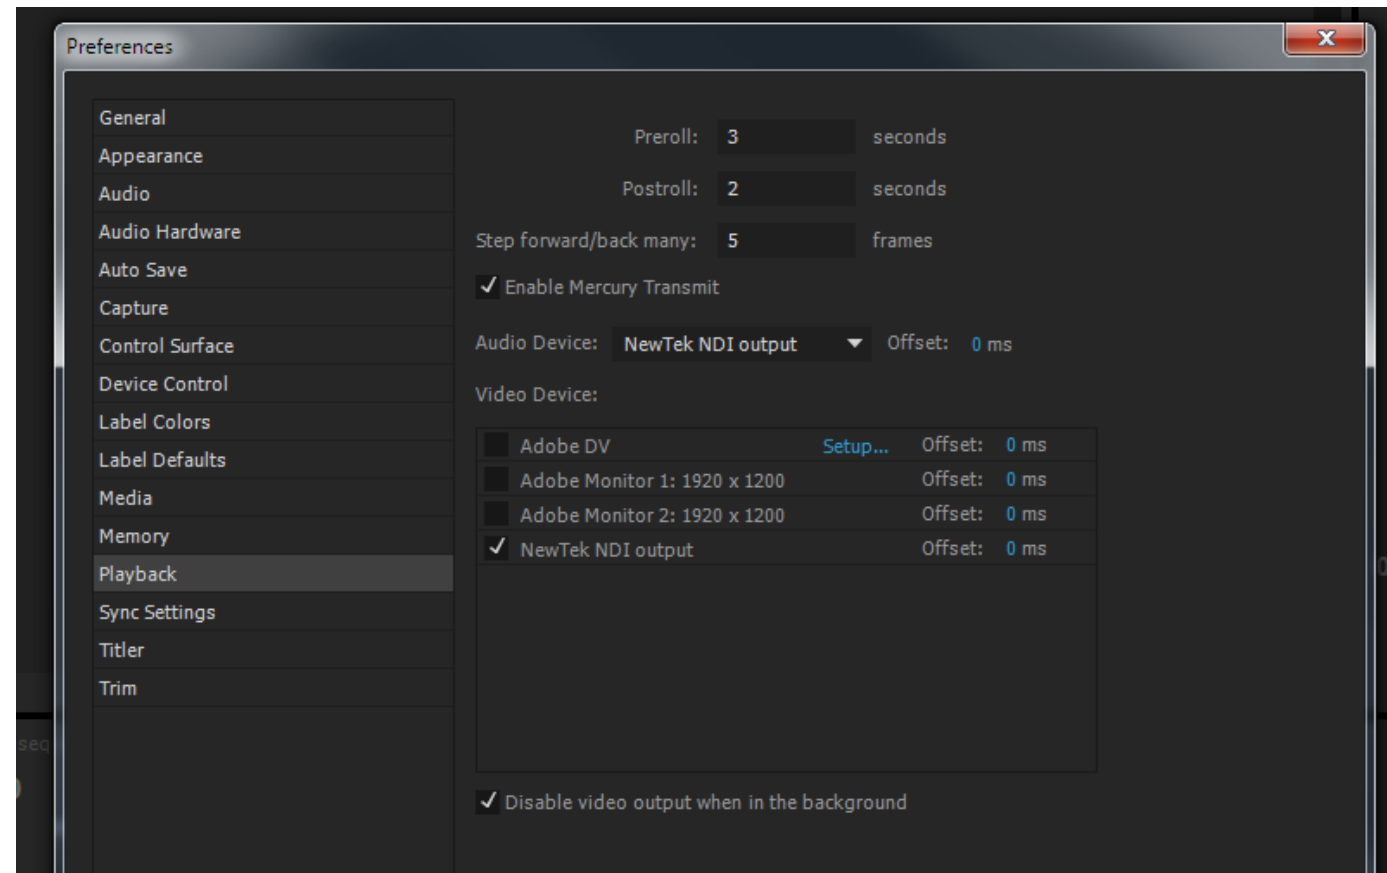 Preferences
General
Appearance
Audio
Audio Hardware
Auto Save
Capture
Control Surface
Device Control
Label Colors
Label Defaults
Media
Memory
Playback
Sync Settings
Titler
Trim
Preroll: 3 seconds
Postroll: 2 seconds
Step forward/back many: 5 frames
Enable Mercury Transmit
Audio Device: NewTek NDI output Offset: 0 ms
Video Device:
Adobe DV Setup... Offset: 0 ms
Adobe Monitor 1: 1920 x 1200 Offset: 0 ms
Adobe Monitor 2: 1920 x 1200 Offset: 0 ms
NewTek NDI output Offset: 0 ms
Disable video output when in the background
seq